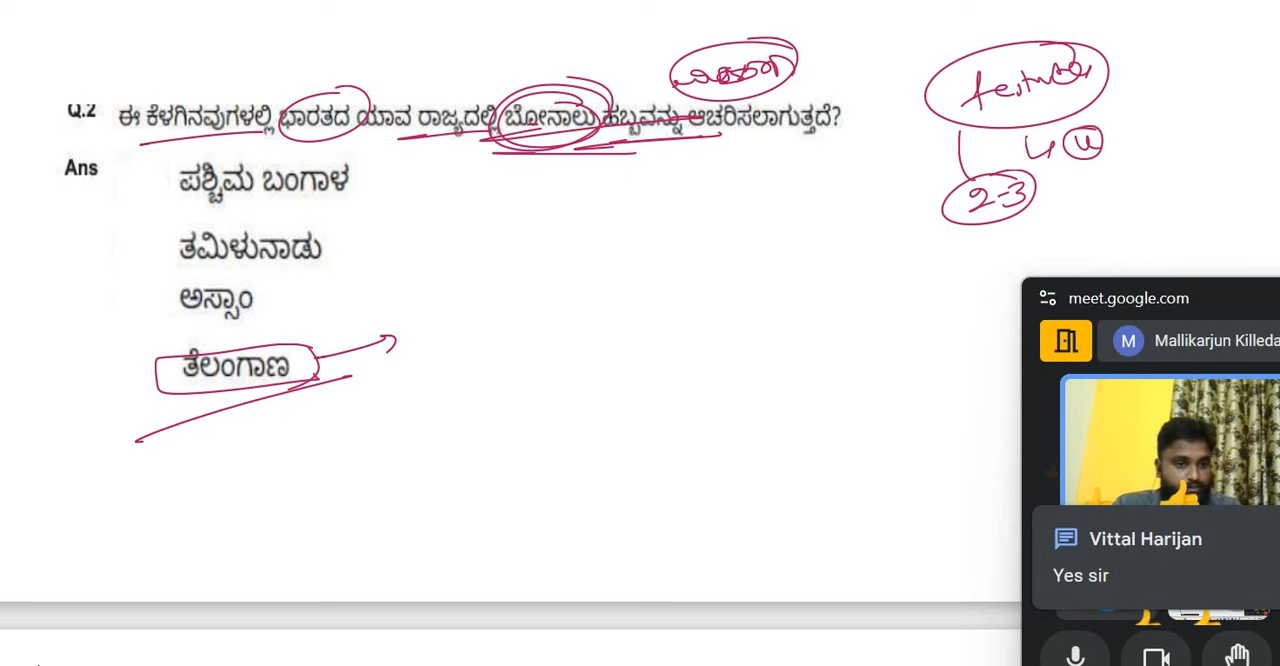 Q.2 ಈ ಕೆಳಗಿನವುಗಳಲ್ಲಿ ಭಾರತದ ಯಾವ ರಾಜ್ಯದಲ್ಲಿ ಬೋನಾಲು ಹಬ್ಬವನ್ನು ಆಚರಿಸಲಾಗುತ್ತದೆ?
Ans
ಪಶ್ಚಿಮ ಬಂಗಾಳ
ತಮಿಳುನಾಡು
ಅಸ್ಸಾಂ
ತೆಲಂಗಾಣ
2-3
meet.google.com
M Mallikarjun Killeda
Vittal Harijan
Yes sir